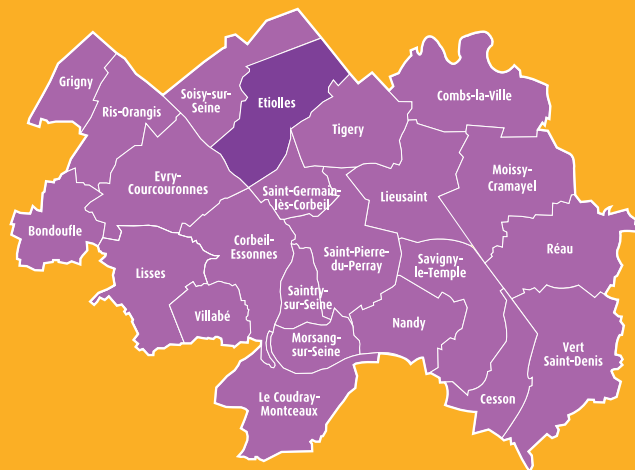 Grigny
Ris-Orangis
Soisy-sur-
Seine
Etiolles
Combs-la-Ville
Tigery
Evry-
Courcouronnes
Saint-Germain-
lès-Corbeil
Lieusaint
Moissy-
Cramayel
Bondoufle
Corbeil-
Essonnes
Saint-Pierre-
du-Perray
Savigny-
le-Temple
Réau
Lisses
Saintry-
sur-Seine
Villabé
Nandy
Morsang-
sur-Seine
Vert
Saint-Denis
Le Coudray-
Montceaux
Cesson